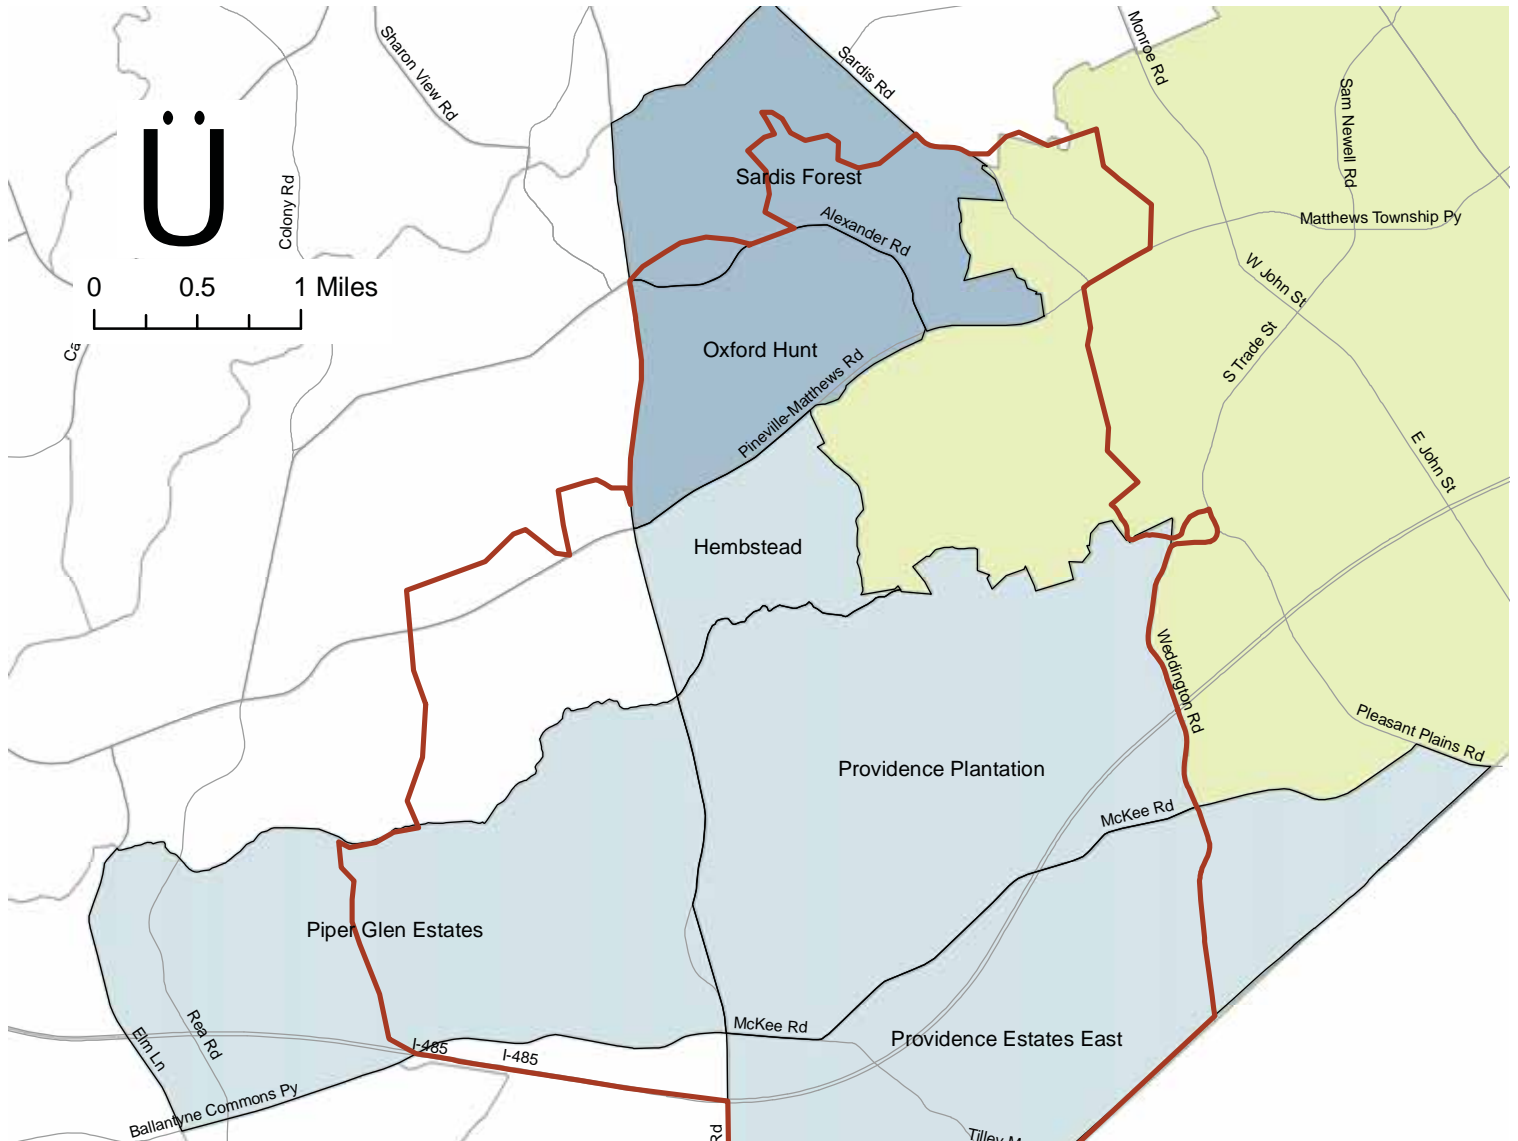 Monroe Rd
Sharon View Rd
Sardis Rd
Sam Newell Rd
Ü
Sardis Forest
Colony Rd
Alexander Rd
Matthews Township Py
W John St
0 0.5 1 Miles
Oxford Hunt
S Trade St
Pineville-Matthews Rd
E John St
Hembstead
Weddington Rd
Pleasant Plains Rd
Providence Plantation
McKee Rd
Piper Glen Estates
McKee Rd
Providence Estates East
Rea Rd
Elm Ln
I-485
I-485
Ballantyne Commons Py
Rd
Tilley